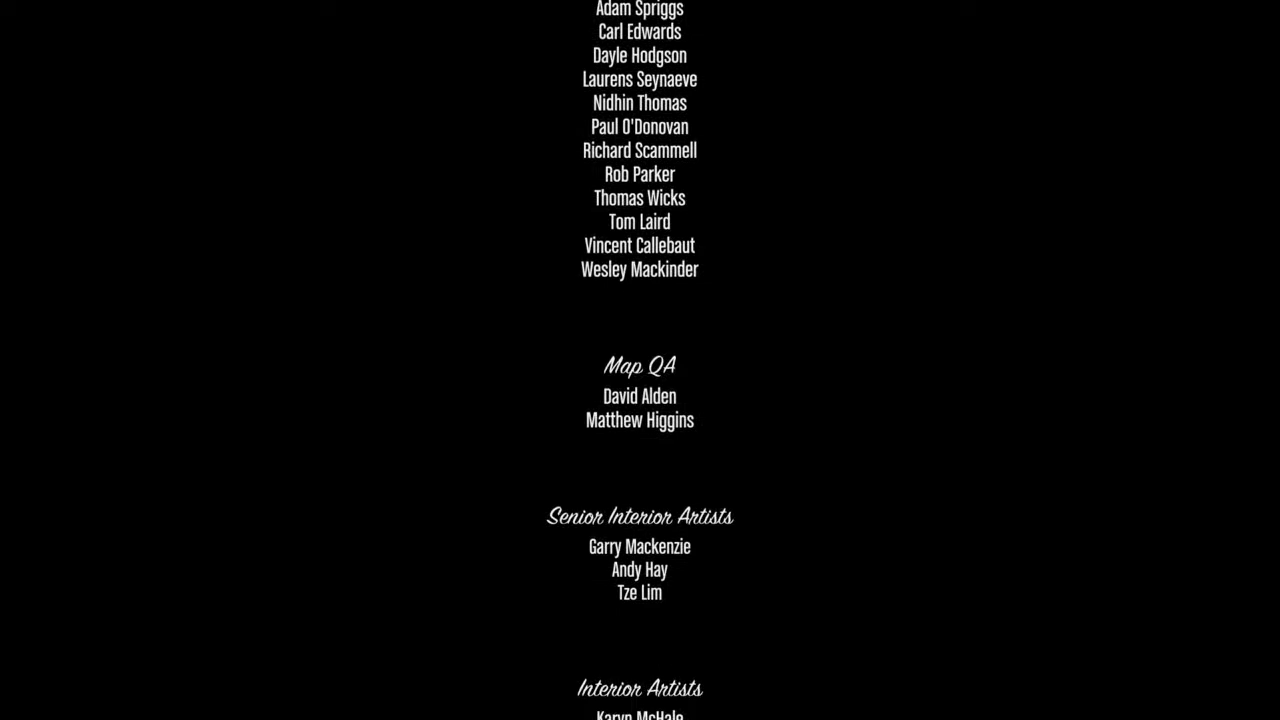 Adam Spriggs
Carl Edwards
Dayle Hodgson
Laurens Seynaeve
Nidhin Thomas
Paul O'Donovan
Richard Scammell
Rob Parker
Thomas Wicks
Tom Laird
Vincent Callebaut
Wesley Mackinder
Map QA
David Alden
Matthew Higgins
Senior Interior Artists
Garry Mackenzie
Andy Hay
Tze Lim
Interior Artists
Karyn McHale